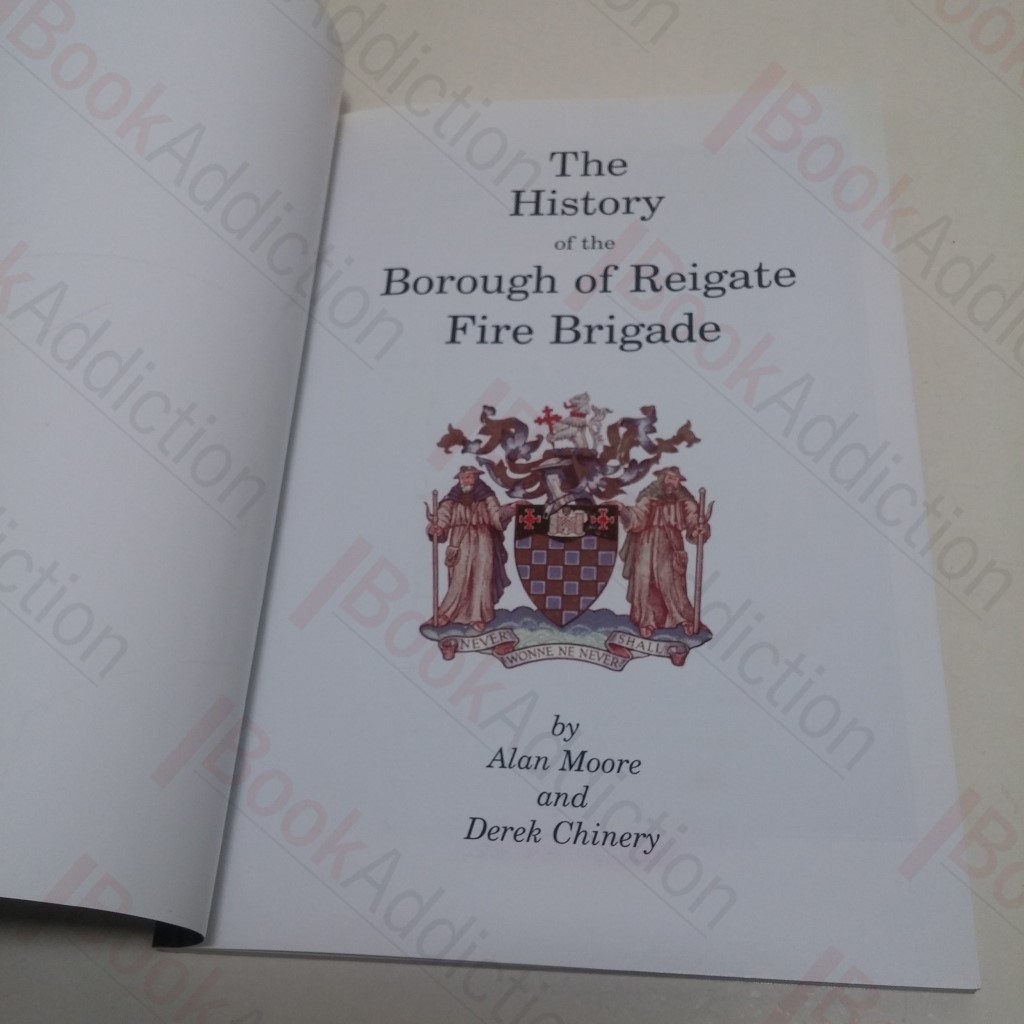 The
History
of the
Borough of Reigate
Fire Brigade
NEVER WONNE NE NEVER SHALL
by
Alan Moore
and
Derek Chinery
BookAddiction